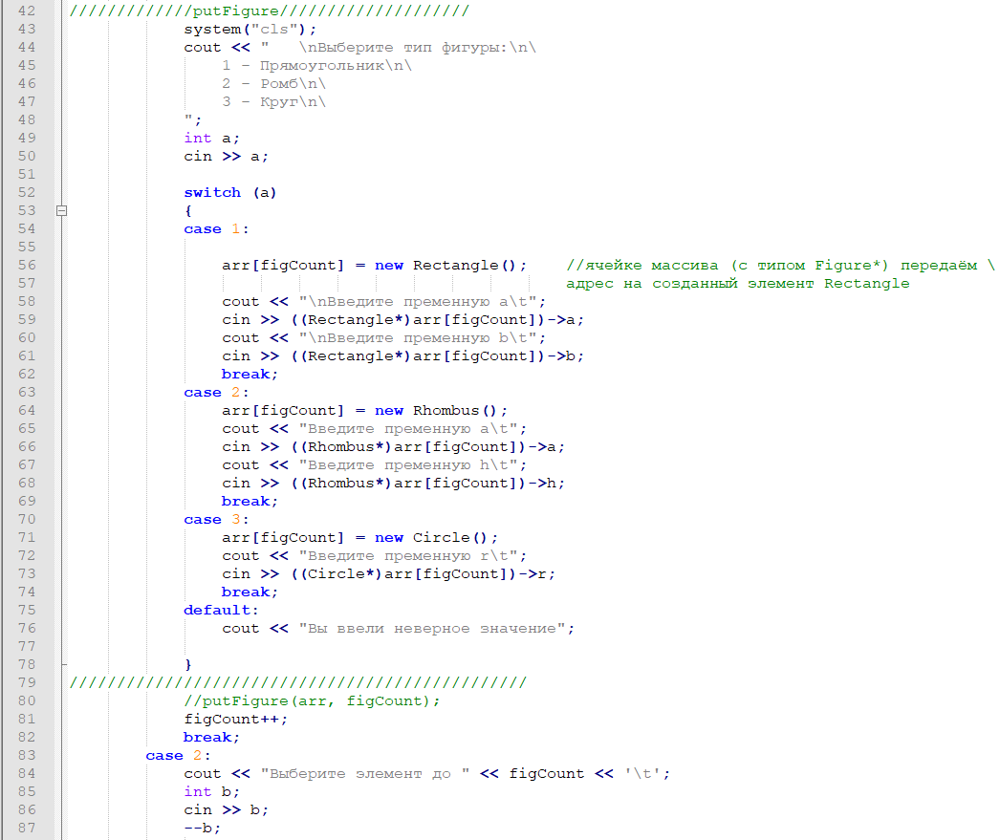 42 /////////////putFigure////////////////////
43 system("cls");
44 cout << "   \nВыберите тип фигуры:\n\
45 1 - Прямоугольник\n\
46 2 - Ромб\n\
47 3 - Круг\n\
48 ";
49 int a;
50 cin >> a;
51
52 switch (a)
53 {
54 case 1:
55
56 arr[figCount] = new Rectangle();    //ячейке массива (с типом Figure*) передаём \
57 адрес на созданный элемент Rectangle
58 cout << "\nВведите пременную a\t";
59 cin >> ((Rectangle*)arr[figCount])->a;
60 cout << "\nВведите пременную b\t";
61 cin >> ((Rectangle*)arr[figCount])->b;
62 break;
63 case 2:
64 arr[figCount] = new Rhombus();
65 cout << "Введите пременную a\t";
66 cin >> ((Rhombus*)arr[figCount])->a;
67 cout << "Введите пременную h\t";
68 cin >> ((Rhombus*)arr[figCount])->h;
69 break;
70 case 3:
71 arr[figCount] = new Circle();
72 cout << "Введите пременную r\t";
73 cin >> ((Circle*)arr[figCount])->r;
74 break;
75 default:
76 cout << "Вы ввели неверное значение";
77
78 }
79 ////////////////////////////////////////////////
80 //putFigure(arr, figCount);
81 figCount++;
82 break;
83 case 2:
84 cout << "Выберите элемент до " << figCount << '\t';
85 int b;
86 cin >> b;
87 --b;